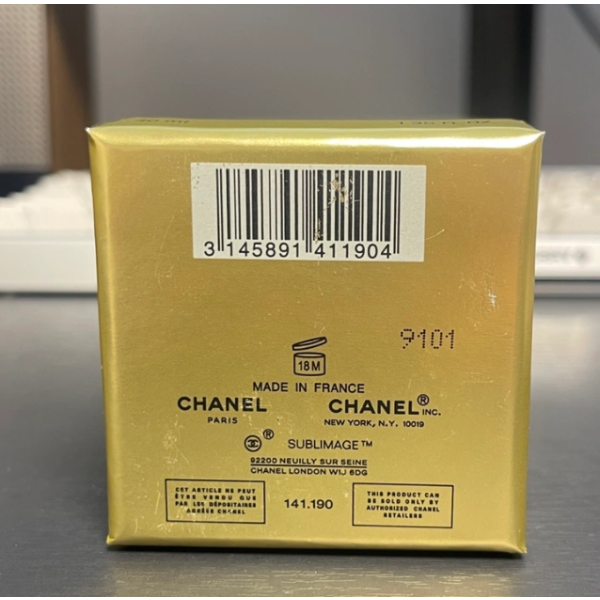 3 145891 411904
9101
18M
MADE IN FRANCE
CHANEL
PARIS
CHANEL® INC.
NEW YORK, N.Y. 10019
® SUBLIMAGE™
92200 NEUILLY SUR SEINE
CHANEL LONDON W1J 6DG
CET ARTICLE NE PEUT
ÊTRE VENDU QUE
PAR LES DÉPOSITAIRES
AGRÉÉS CHANEL
141.190
THIS PRODUCT CAN
BE SOLD ONLY BY
AUTHORIZED CHANEL
RETAILERS